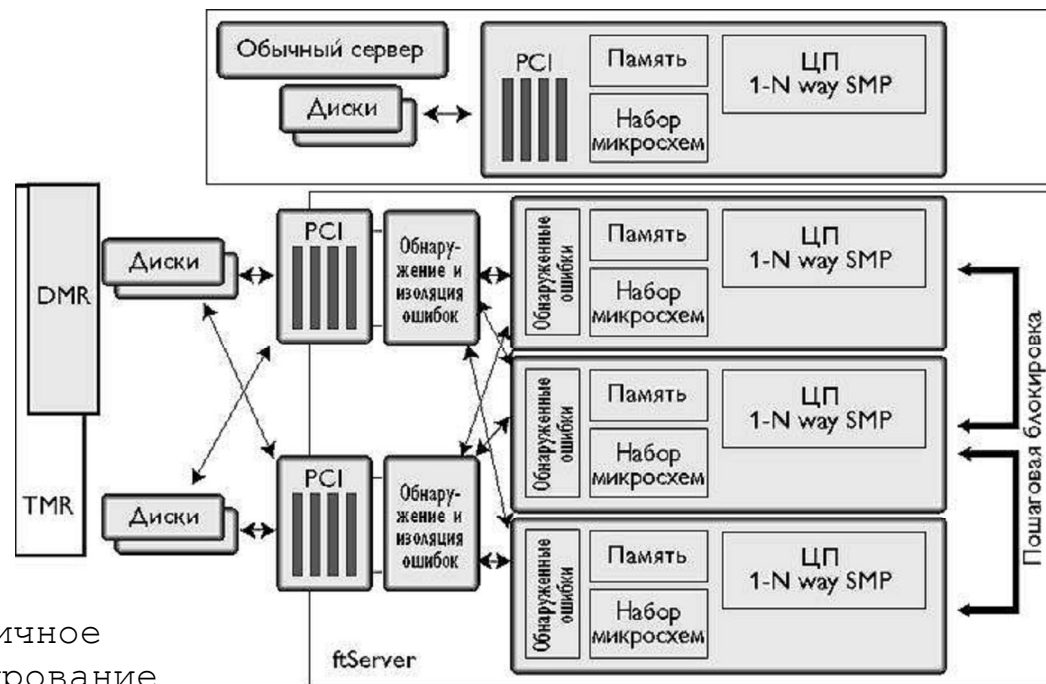 Обычный сервер
Диски
PCI
Память
Набор
микросхем
ЦП
1-N way SMP
DMR
TMR
Диски
PCI
Обнару-
жение и
изоляция
ошибок
Обнаруженные
ошибки
Память
Набор
микросхем
ЦП
1-N way SMP
Обнаруженные
ошибки
Память
Набор
микросхем
ЦП
1-N way SMP
Диски
PCI
Обнару-
жение и
изоляция
ошибок
Обнаруженные
ошибки
Память
Набор
микросхем
ЦП
1-N way SMP
Пошаговая блокировка
ftServer
ичное